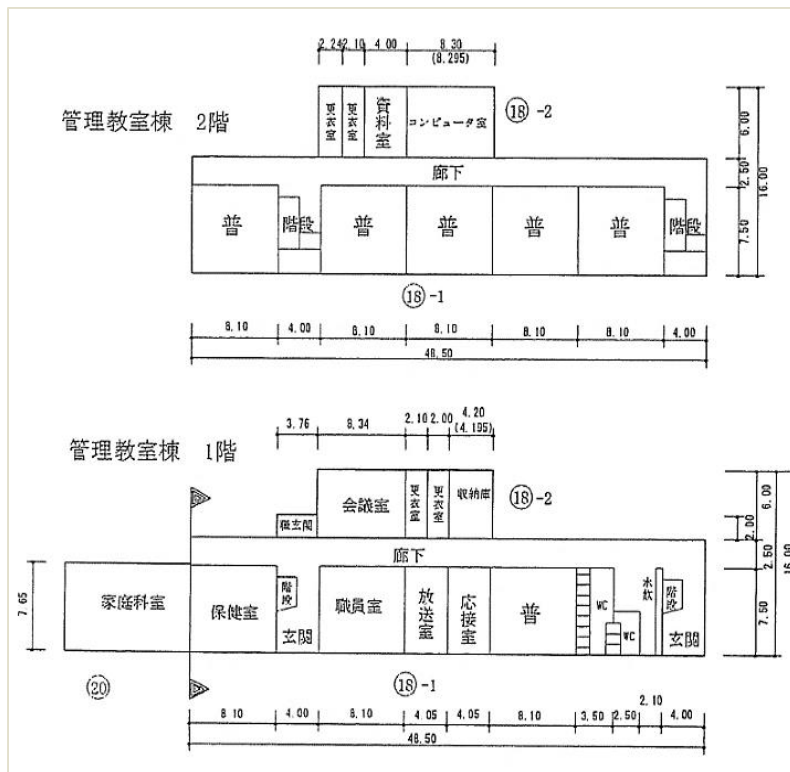 2.24 2.10 4.00 8.30
(8.295)
管理教室棟 2階
更衣室 更衣室 資料室 コンピュータ室 ⑱-2
6.00
廊下
2.50
16.00
普 階段 普 普 普 普 階段
7.50
⑱-1
8.10 4.00 8.10 8.10 8.10 8.10 4.00
48.50
3.76 8.34 2.10 2.00 4.20
(4.195)
管理教室棟 1階
会議室 更衣室 更衣室 収納庫 ⑱-2
6.00
職玄関
2.00
廊下
2.50
16.00
7.65
家庭科室 保健室 階段 職員室 放送室 応接室 普 WC 水飲 階段
玄関 WC 玄関
7.50
⑳ ⑱-1
2.10
8.10 4.00 8.10 4.05 4.05 8.10 3.50 2.50 4.00
48.50